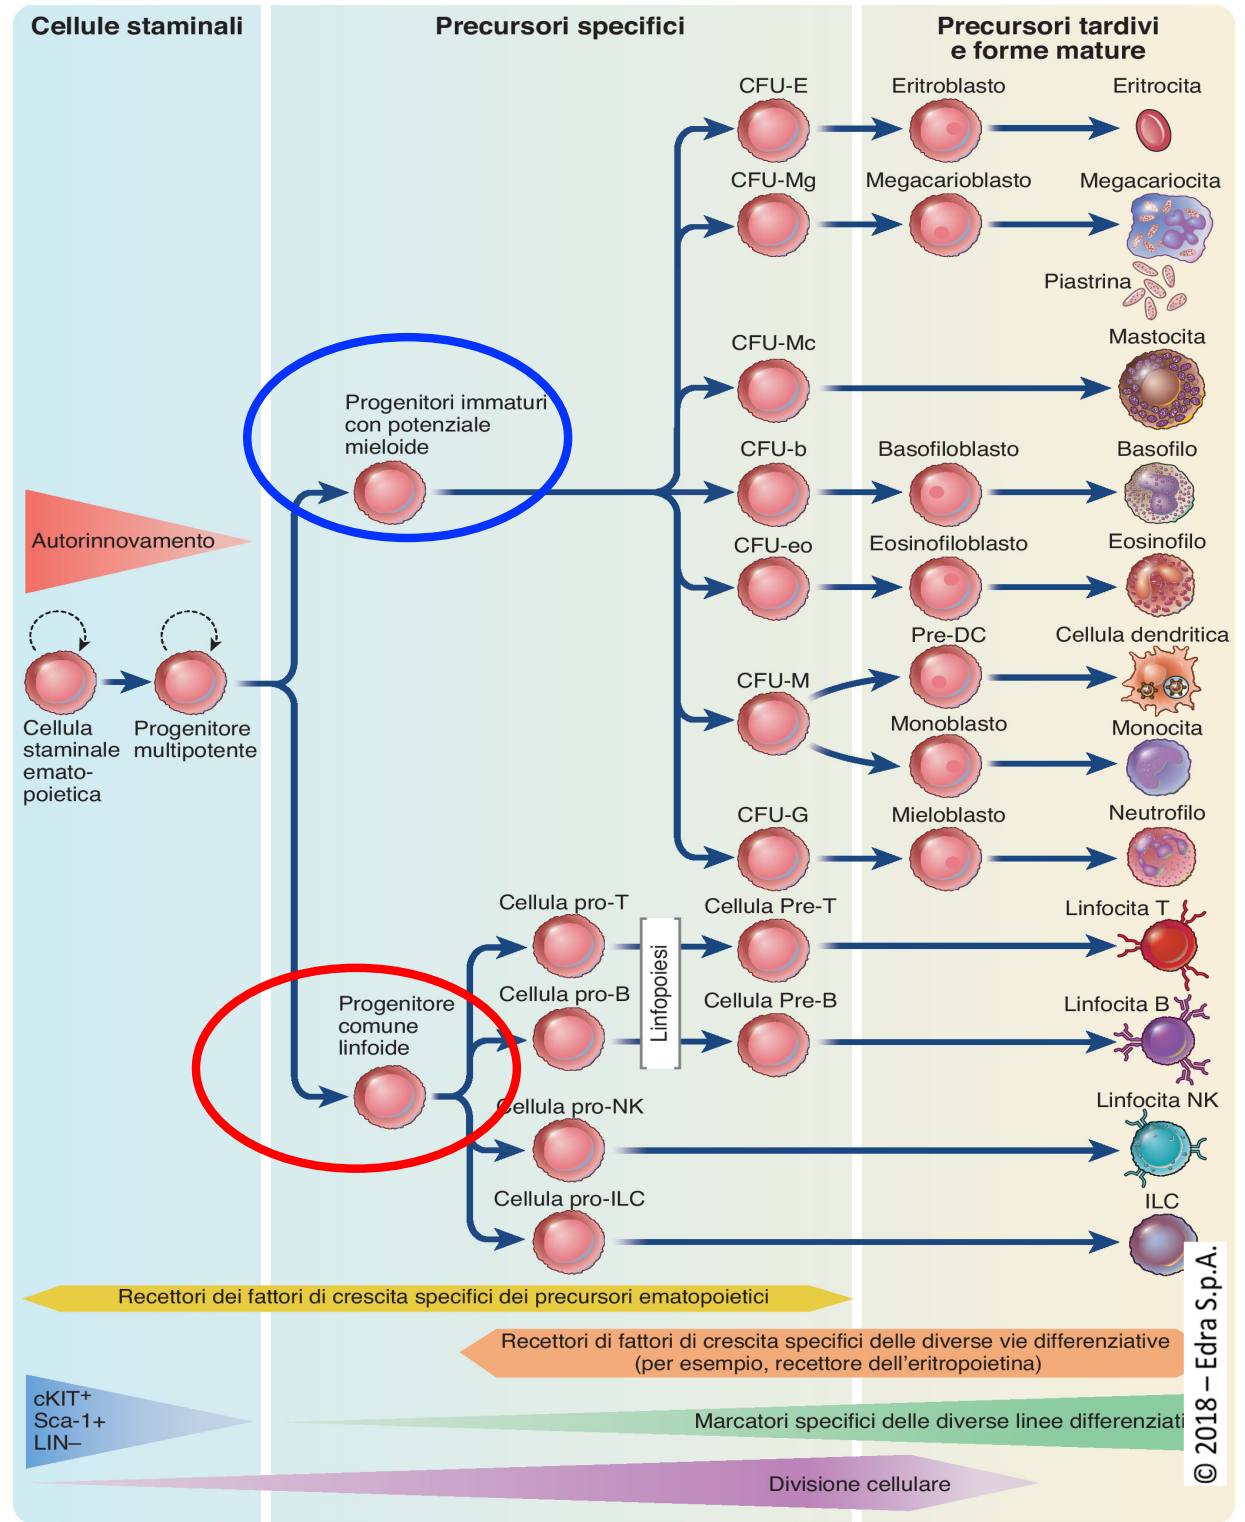 Cellule staminali
Precursori specifici
Precursori tardivi
e forme mature
CFU-E
Eritroblasto
Eritrocita
CFU-Mg
Megacarioblasto
Megacariocita
Piastrina
CFU-Mc
Mastocita
Progenitori immaturi
con potenziale
mieloide
CFU-b
Basofiloblasto
Basofilo
Autorinnovamento
CFU-eo
Eosinofiloblasto
Eosinofilo
Pre-DC
Cellula dendritica
CFU-M
Cellula
staminale
emato-
poietica
Progenitore
multipotente
Monoblasto
Monocita
CFU-G
Mieloblasto
Neutrofilo
Cellula pro-T
Cellula Pre-T
Linfocita T
Linfopoiesi
Progenitore
comune
linfoide
Cellula pro-B
Cellula Pre-B
Linfocita B
Cellula pro-NK
Linfocita NK
Cellula pro-ILC
ILC
Recettori dei fattori di crescita specifici dei precursori ematopoietici
Recettori di fattori di crescita specifici delle diverse vie differenziative
(per esempio, recettore dell'eritropoietina)
cKIT+
Sca-1+
LIN–
Marcatori specifici delle diverse linee differenziati
Divisione cellulare
© 2018 – Edra S.p.A.